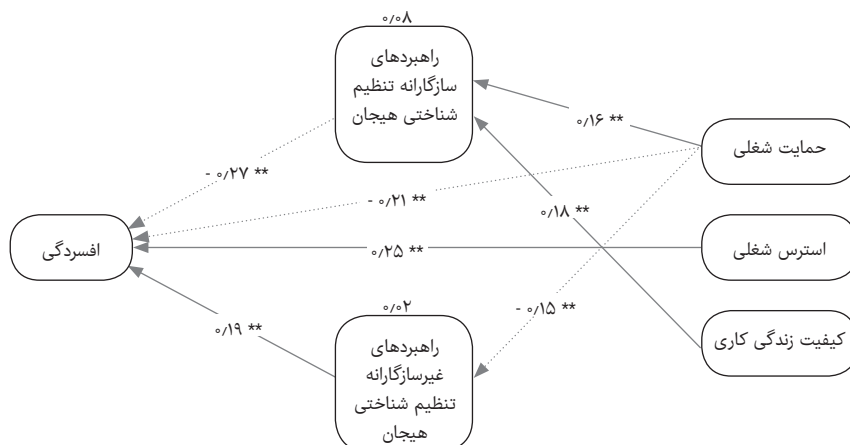 ۰٫۰۸
راهبردهای
سازگارانه تنظیم
شناختی هیجان
۰٫۱۶ **
حمایت شغلی
- ۰٫۲۷ **
- ۰٫۲۱ **
۰٫۱۸ **
افسردگی
۰٫۲۵ **
استرس شغلی
- ۰٫۱۵ **
۰٫۰۲
۰٫۱۹ **
کیفیت زندگی کاری
راهبردهای
غیرسازگارانه
تنظیم شناختی
هیجان